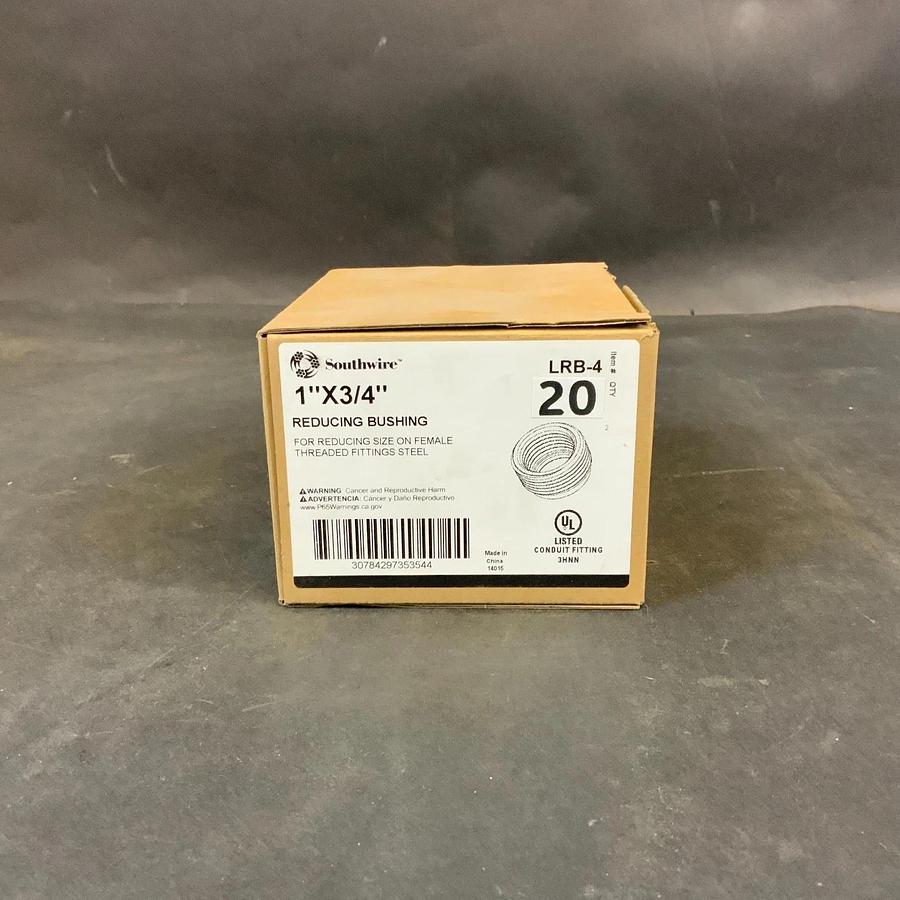 Southwire™
1"X3/4"
REDUCING BUSHING
FOR REDUCING SIZE ON FEMALE
THREADED FITTINGS STEEL
⚠WARNING: Cancer and Reproductive Harm
⚠ADVERTENCIA: Cáncer y Daño Reproductivo
www.P65Warnings.ca.gov
30784297353544
Made in
China
14015
LRB-4
Item #
20
QTY
2
UL
LISTED
CONDUIT FITTING
3HNN